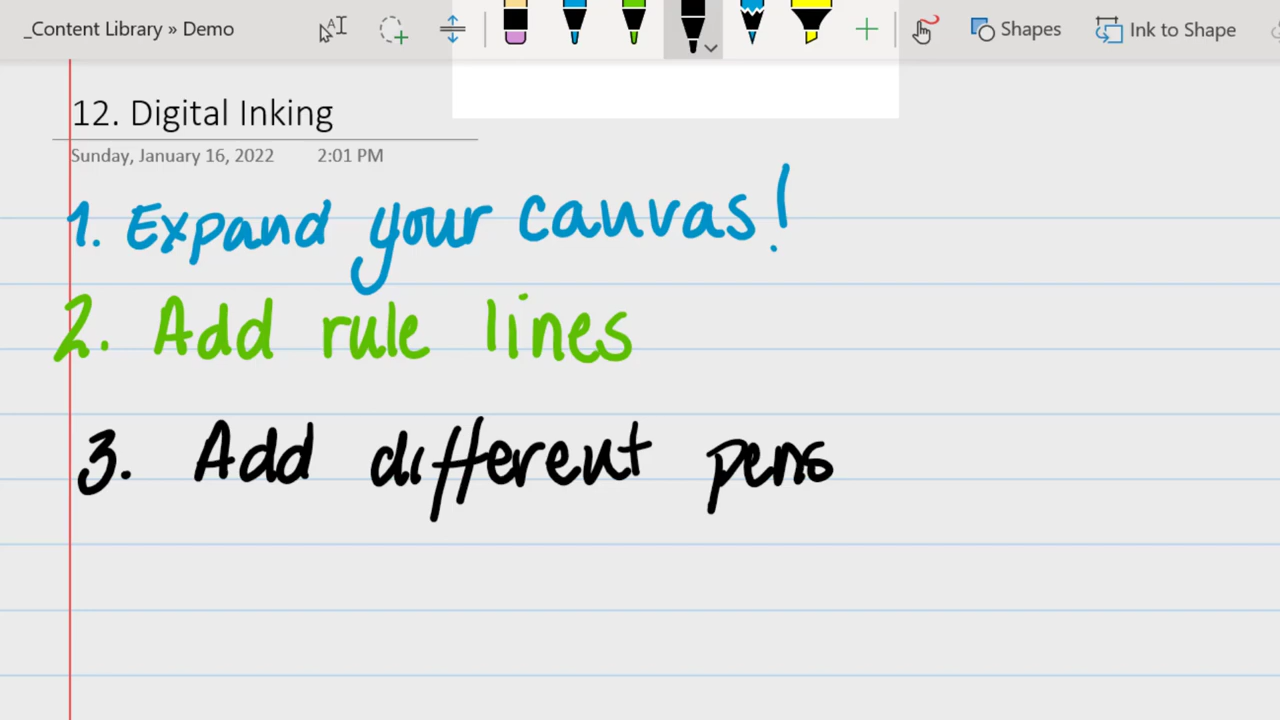 _Content Library » Demo
Shapes
Ink to Shape
12. Digital Inking
Sunday, January 16, 2022 2:01 PM
1. Expand your canvas!
2. Add rule lines
3. Add different pens